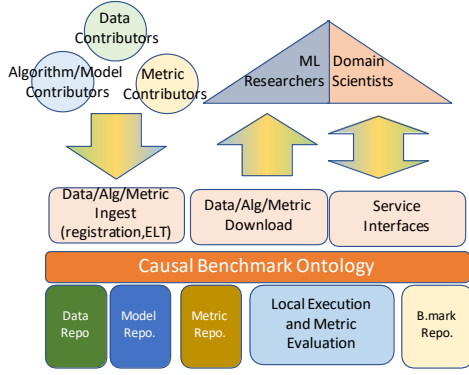 Data
Contributors
Algorithm/Model
Contributors
Metric
Contributors
ML
Researchers
Domain
Scientists
Data/Alg/Metric
Ingest
(registration,ELT)
Data/Alg/Metric
Download
Service
Interfaces
Causal Benchmark Ontology
Data
Repo
Model
Repo.
Metric
Repo.
Local Execution
and Metric
Evaluation
B.mark
Repo.